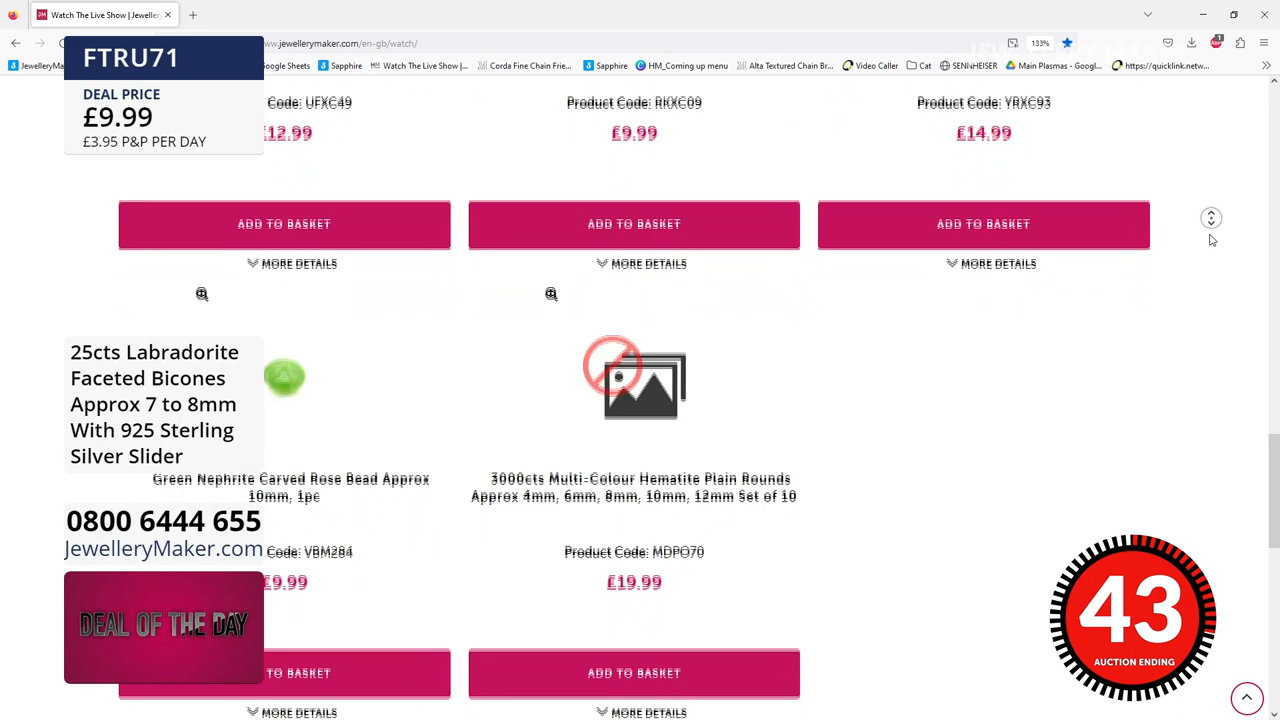 Watch The Live Show | Jeweller
www.jewellerymaker.com/en-gb/watch/
133%
1
JewelleryMa
Google Sheets
Sapphire
Watch The Live Show |...
Corda Fine Chain Frie...
Sapphire
HM_Coming up menu
Alta Textured Chain Br...
Video Caller
Cat
SENNHEISER
Main Plasmas - Googl...
https://quicklink.netw...
FTRU71
DEAL PRICE
£9.99
£3.95 P&P PER DAY
Code: UFXC49
Product Code: RKXC09
Product Code: YRXC93
£12.99
£9.99
£14.99
ADD TO BASKET
ADD TO BASKET
ADD TO BASKET
MORE DETAILS
MORE DETAILS
MORE DETAILS
25cts Labradorite
Faceted Bicones
Approx 7 to 8mm
With 925 Sterling
Silver Slider
Green Nephrite Carved Rose Bead Approx
10mm, 1pc
3000cts Multi-Colour Hematite Plain Rounds
Approx 4mm, 6mm, 8mm, 10mm, 12mm Set of 10
0800 6444 655
JewelleryMaker.com
Code: VBM284
Product Code: MDPO70
£9.99
£19.99
DEAL OF THE DAY
TO BASKET
ADD TO BASKET
MORE DETAILS
MORE DETAILS
43
AUCTION ENDING